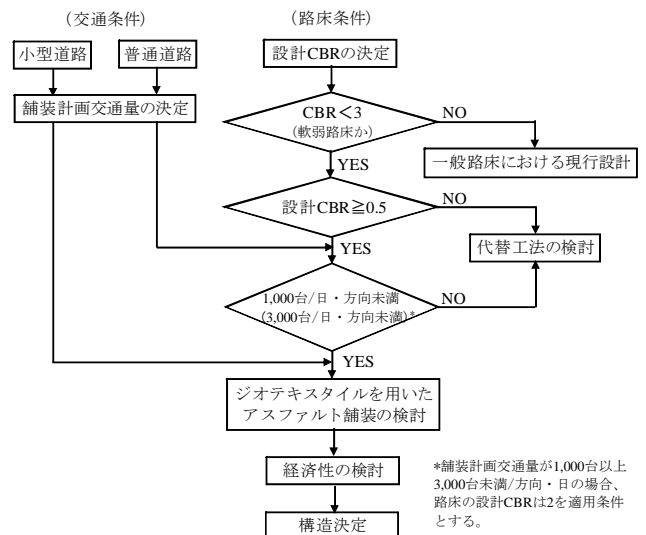 (交通条件)
(路床条件)
小型道路
普通道路
設計CBRの決定
舗装計画交通量の決定
CBR＜3
(軟弱路床か)
NO
YES
一般路床における現行設計
設計CBR≧0.5
NO
YES
代替工法の検討
1,000台/日・方向未満
(3,000台/方向・日未満)*
NO
YES
ジオテキスタイルを用いた
アスファルト舗装の検討
経済性の検討
構造決定
*舗装計画交通量が1,000台以上
3,000台未満/方向・日の場合、
路床の設計CBRは2を適用条件
とする。